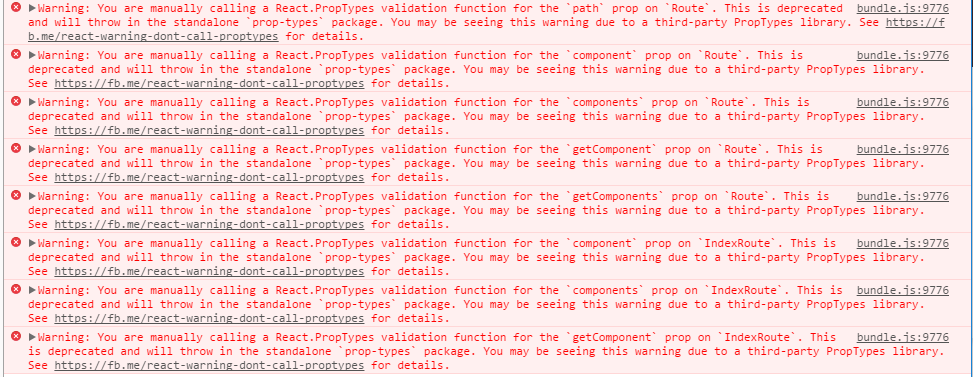 ▶Warning: You are manually calling a React.PropTypes validation function for the `path` prop on `Route`. This is deprecated bundle.js:9776
and will throw in the standalone `prop-types` package. You may be seeing this warning due to a third-party PropTypes library. See https://f
b.me/react-warning-dont-call-proptypes for details.
▶Warning: You are manually calling a React.PropTypes validation function for the `component` prop on `Route`. This is bundle.js:9776
deprecated and will throw in the standalone `prop-types` package. You may be seeing this warning due to a third-party PropTypes library.
See https://fb.me/react-warning-dont-call-proptypes for details.
▶Warning: You are manually calling a React.PropTypes validation function for the `components` prop on `Route`. This is bundle.js:9776
deprecated and will throw in the standalone `prop-types` package. You may be seeing this warning due to a third-party PropTypes library.
See https://fb.me/react-warning-dont-call-proptypes for details.
▶Warning: You are manually calling a React.PropTypes validation function for the `getComponent` prop on `Route`. This is bundle.js:9776
deprecated and will throw in the standalone `prop-types` package. You may be seeing this warning due to a third-party PropTypes library.
See https://fb.me/react-warning-dont-call-proptypes for details.
▶Warning: You are manually calling a React.PropTypes validation function for the `getComponents` prop on `Route`. This is bundle.js:9776
deprecated and will throw in the standalone `prop-types` package. You may be seeing this warning due to a third-party PropTypes library.
See https://fb.me/react-warning-dont-call-proptypes for details.
▶Warning: You are manually calling a React.PropTypes validation function for the `component` prop on `IndexRoute`. This is bundle.js:9776
deprecated and will throw in the standalone `prop-types` package. You may be seeing this warning due to a third-party PropTypes library.
See https://fb.me/react-warning-dont-call-proptypes for details.
▶Warning: You are manually calling a React.PropTypes validation function for the `components` prop on `IndexRoute`. This is bundle.js:9776
deprecated and will throw in the standalone `prop-types` package. You may be seeing this warning due to a third-party PropTypes library.
See https://fb.me/react-warning-dont-call-proptypes for details.
▶Warning: You are manually calling a React.PropTypes validation function for the `getComponent` prop on `IndexRoute`. This bundle.js:9776
is deprecated and will throw in the standalone `prop-types` package. You may be seeing this warning due to a third-party PropTypes library.
See https://fb.me/react-warning-dont-call-proptypes for details.